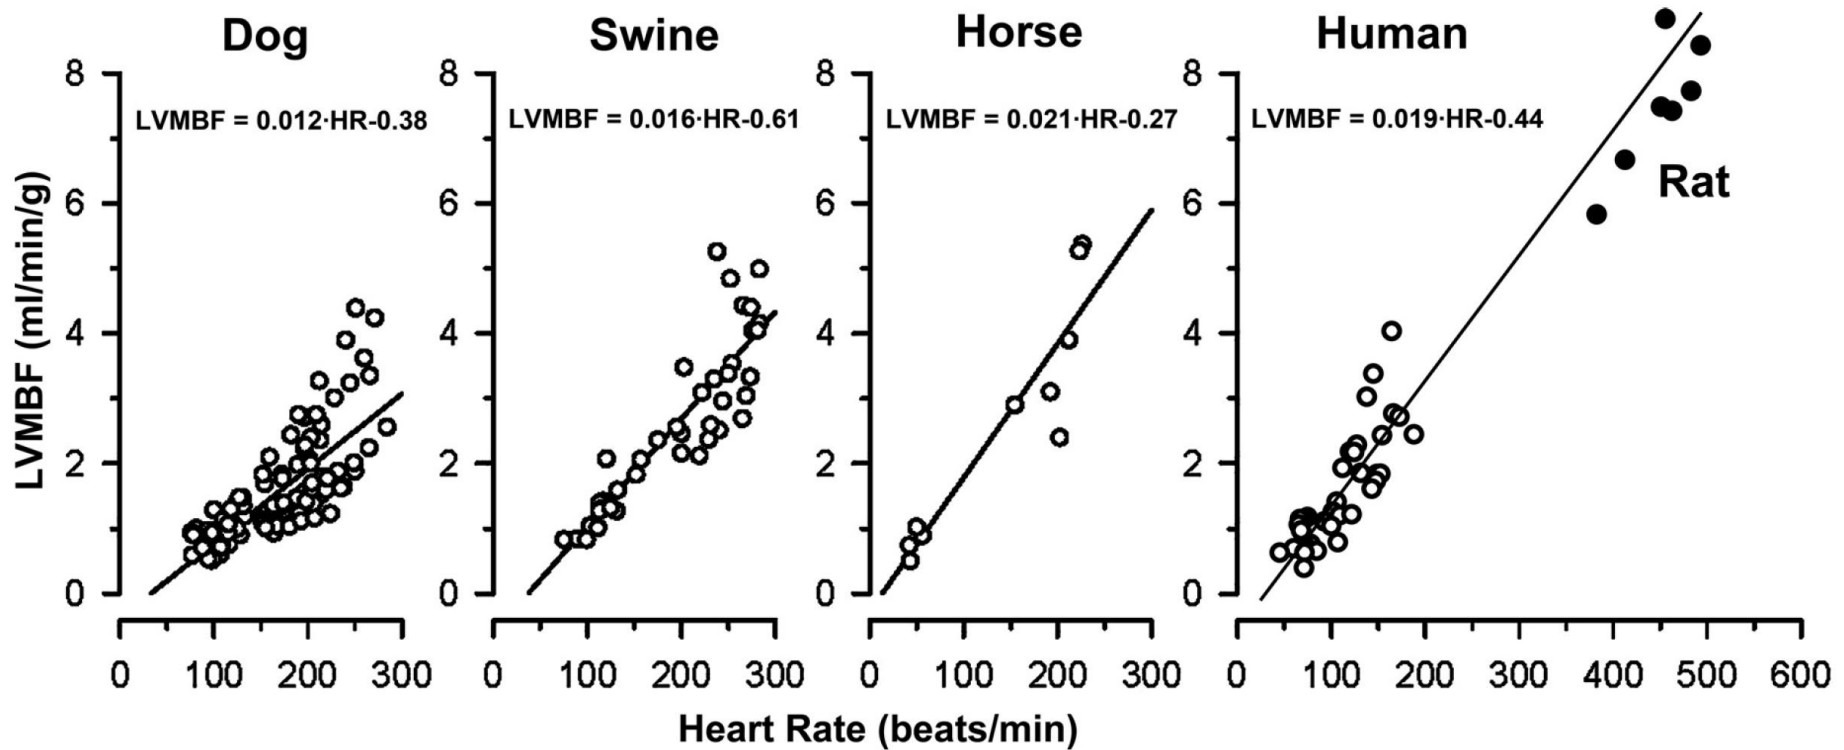 Dog Swine Horse Human
8 8 8 8
LVMBF = 0.012·HR-0.38 LVMBF = 0.016·HR-0.61 LVMBF = 0.021·HR-0.27 LVMBF = 0.019·HR-0.44
Rat
6 6 6 6
4 4 4 4
2 2 2 2
0 0 0 0
LVMBF (ml/min/g)
0 100 200 300 0 100 200 300 0 100 200 300 0 100 200 300 400 500 600
Heart Rate (beats/min)